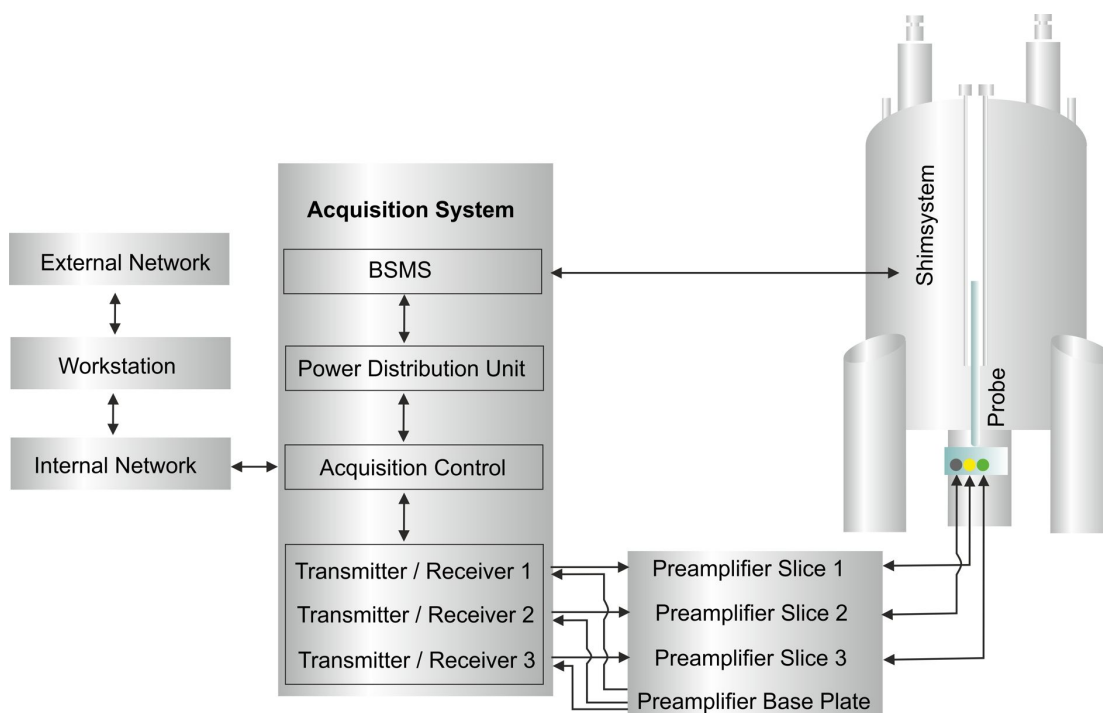 External Network
Workstation
Internal Network
Acquisition System
BSMS
Power Distribution Unit
Acquisition Control
Transmitter / Receiver 1
Transmitter / Receiver 2
Transmitter / Receiver 3
Preamplifier Slice 1
Preamplifier Slice 2
Preamplifier Slice 3
Preamplifier Base Plate
Shimsystem
Probe